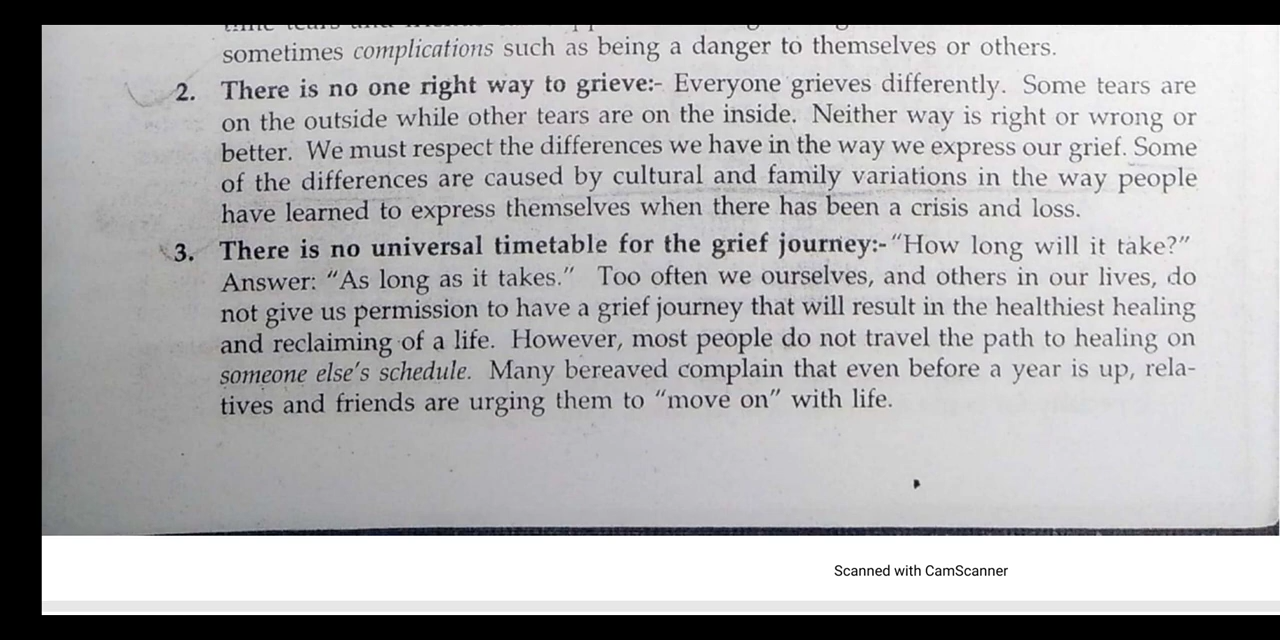 sometimes complications such as being a danger to themselves or others.
2. There is no one right way to grieve:- Everyone grieves differently. Some tears are
on the outside while other tears are on the inside. Neither way is right or wrong or
better. We must respect the differences we have in the way we express our grief. Some
of the differences are caused by cultural and family variations in the way people
have learned to express themselves when there has been a crisis and loss.
3. There is no universal timetable for the grief journey:-"How long will it take?"
Answer: "As long as it takes." Too often we ourselves, and others in our lives, do
not give us permission to have a grief journey that will result in the healthiest healing
and reclaiming of a life. However, most people do not travel the path to healing on
someone else's schedule. Many bereaved complain that even before a year is up, rela-
tives and friends are urging them to "move on" with life.
Scanned with CamScanner